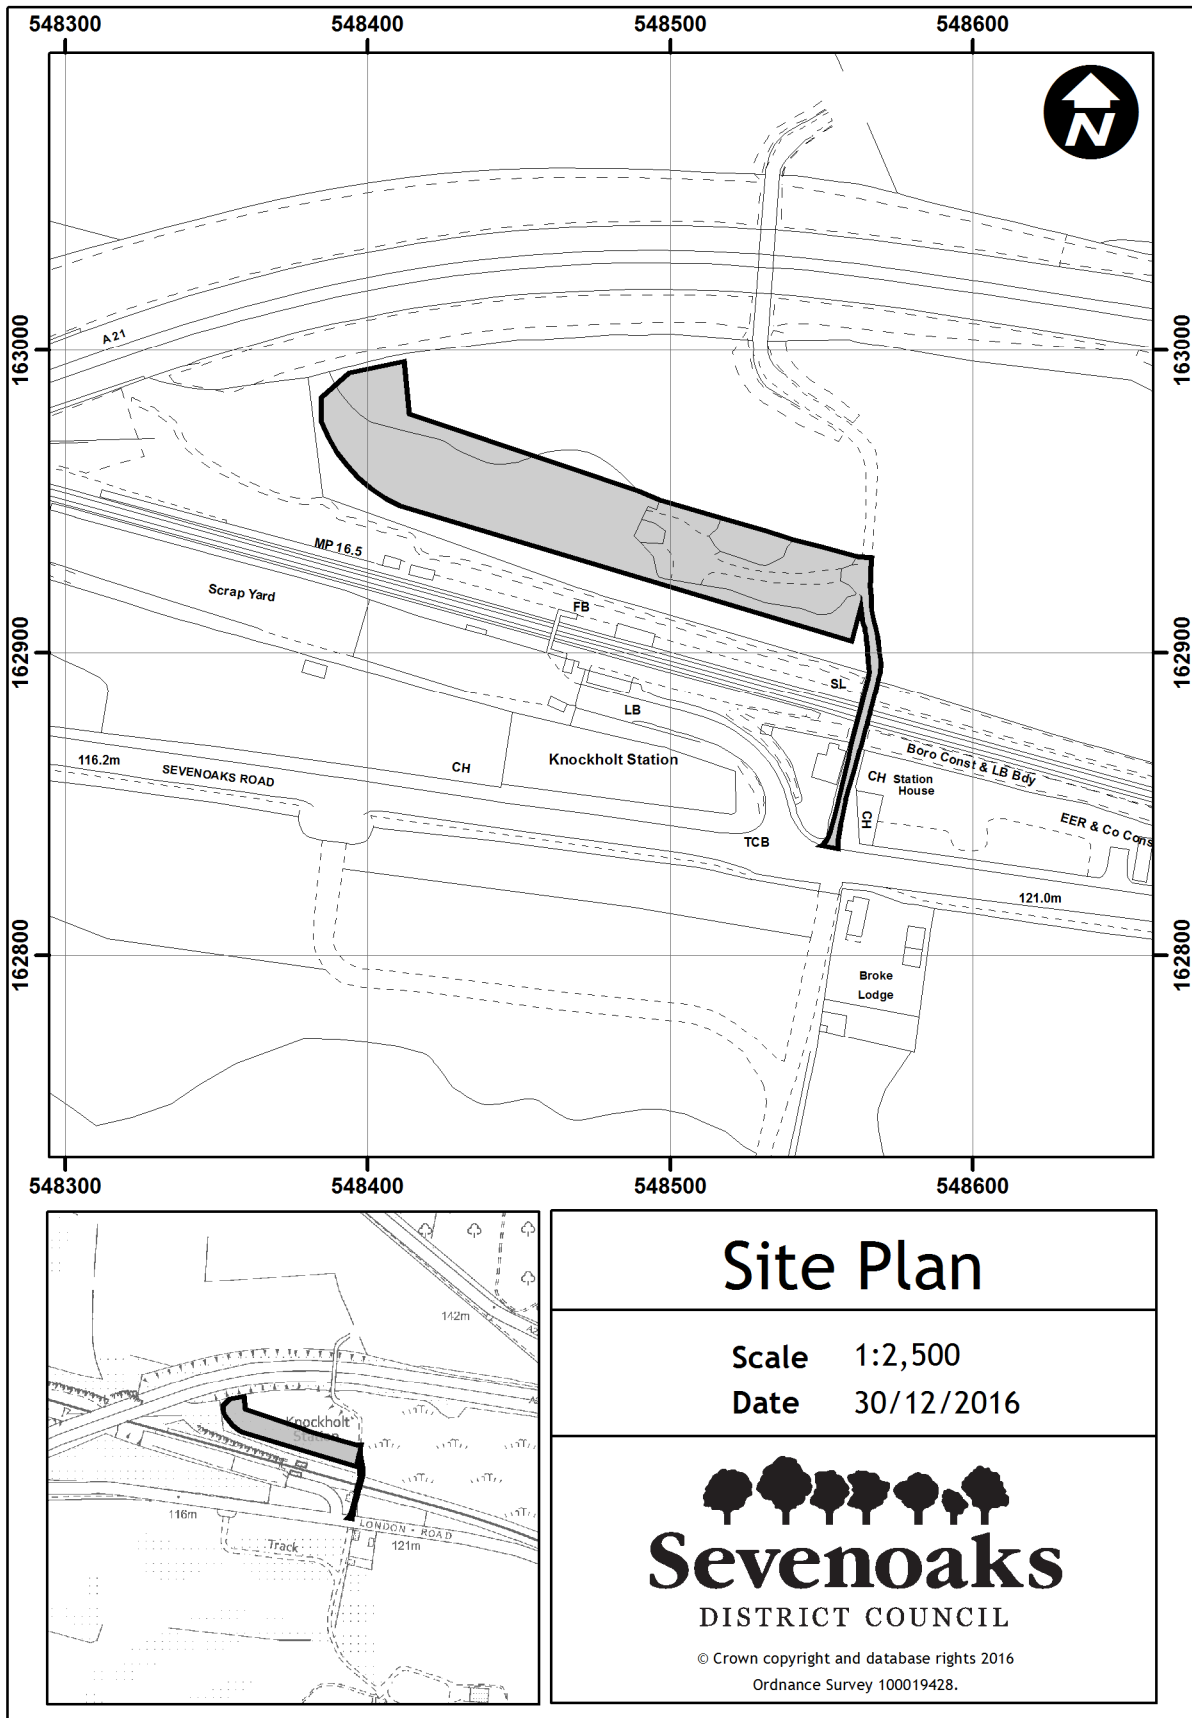 548300
548400
548500
548600
N
A 21
163000
163000
MP 16.5
Scrap Yard
FB
162900
162900
SL
LB
116.2m
SEVENOAKS ROAD
CH
Knockholt Station
Boro Const & LB Bdy
CH
Station
House
CH
EER & Co Cons
TCB
121.0m
162800
162800
Broke
Lodge
548300
548400
548500
548600
142m
Knockholt
Station
116m
LONDON ROAD
121m
Track
Site Plan
Scale 1:2,500
Date 30/12/2016
Sevenoaks
DISTRICT COUNCIL
© Crown copyright and database rights 2016
Ordnance Survey 100019428.